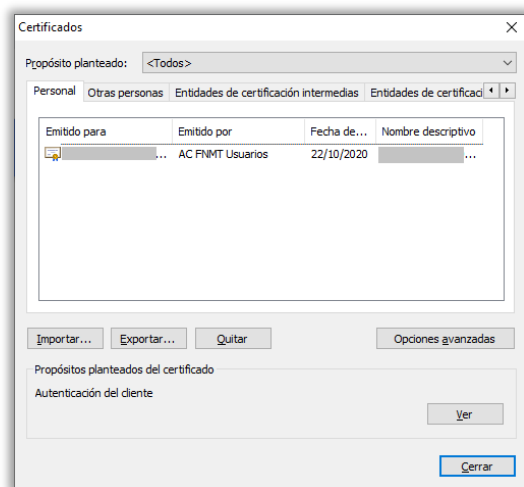 Certificados
Propósito planteado: <Todos>
Personal Otras personas Entidades de certificación intermedias Entidades de certificaci
Emitido para Emitido por Fecha de... Nombre descriptivo
... AC FNMT Usuarios 22/10/2020 ...
Importar... Exportar... Quitar Opciones avanzadas
Propósitos planteados del certificado
Autenticación del cliente
Ver
Cerrar